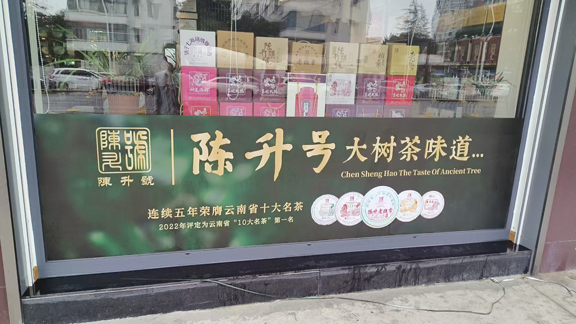 陈升號
陈升号
大树茶味道...
Chen Sheng Hao The Taste Of Ancient Tree
陈升號
连续五年荣膺云南省十大名茶
2022年评定为云南省“10大名茶”第一名